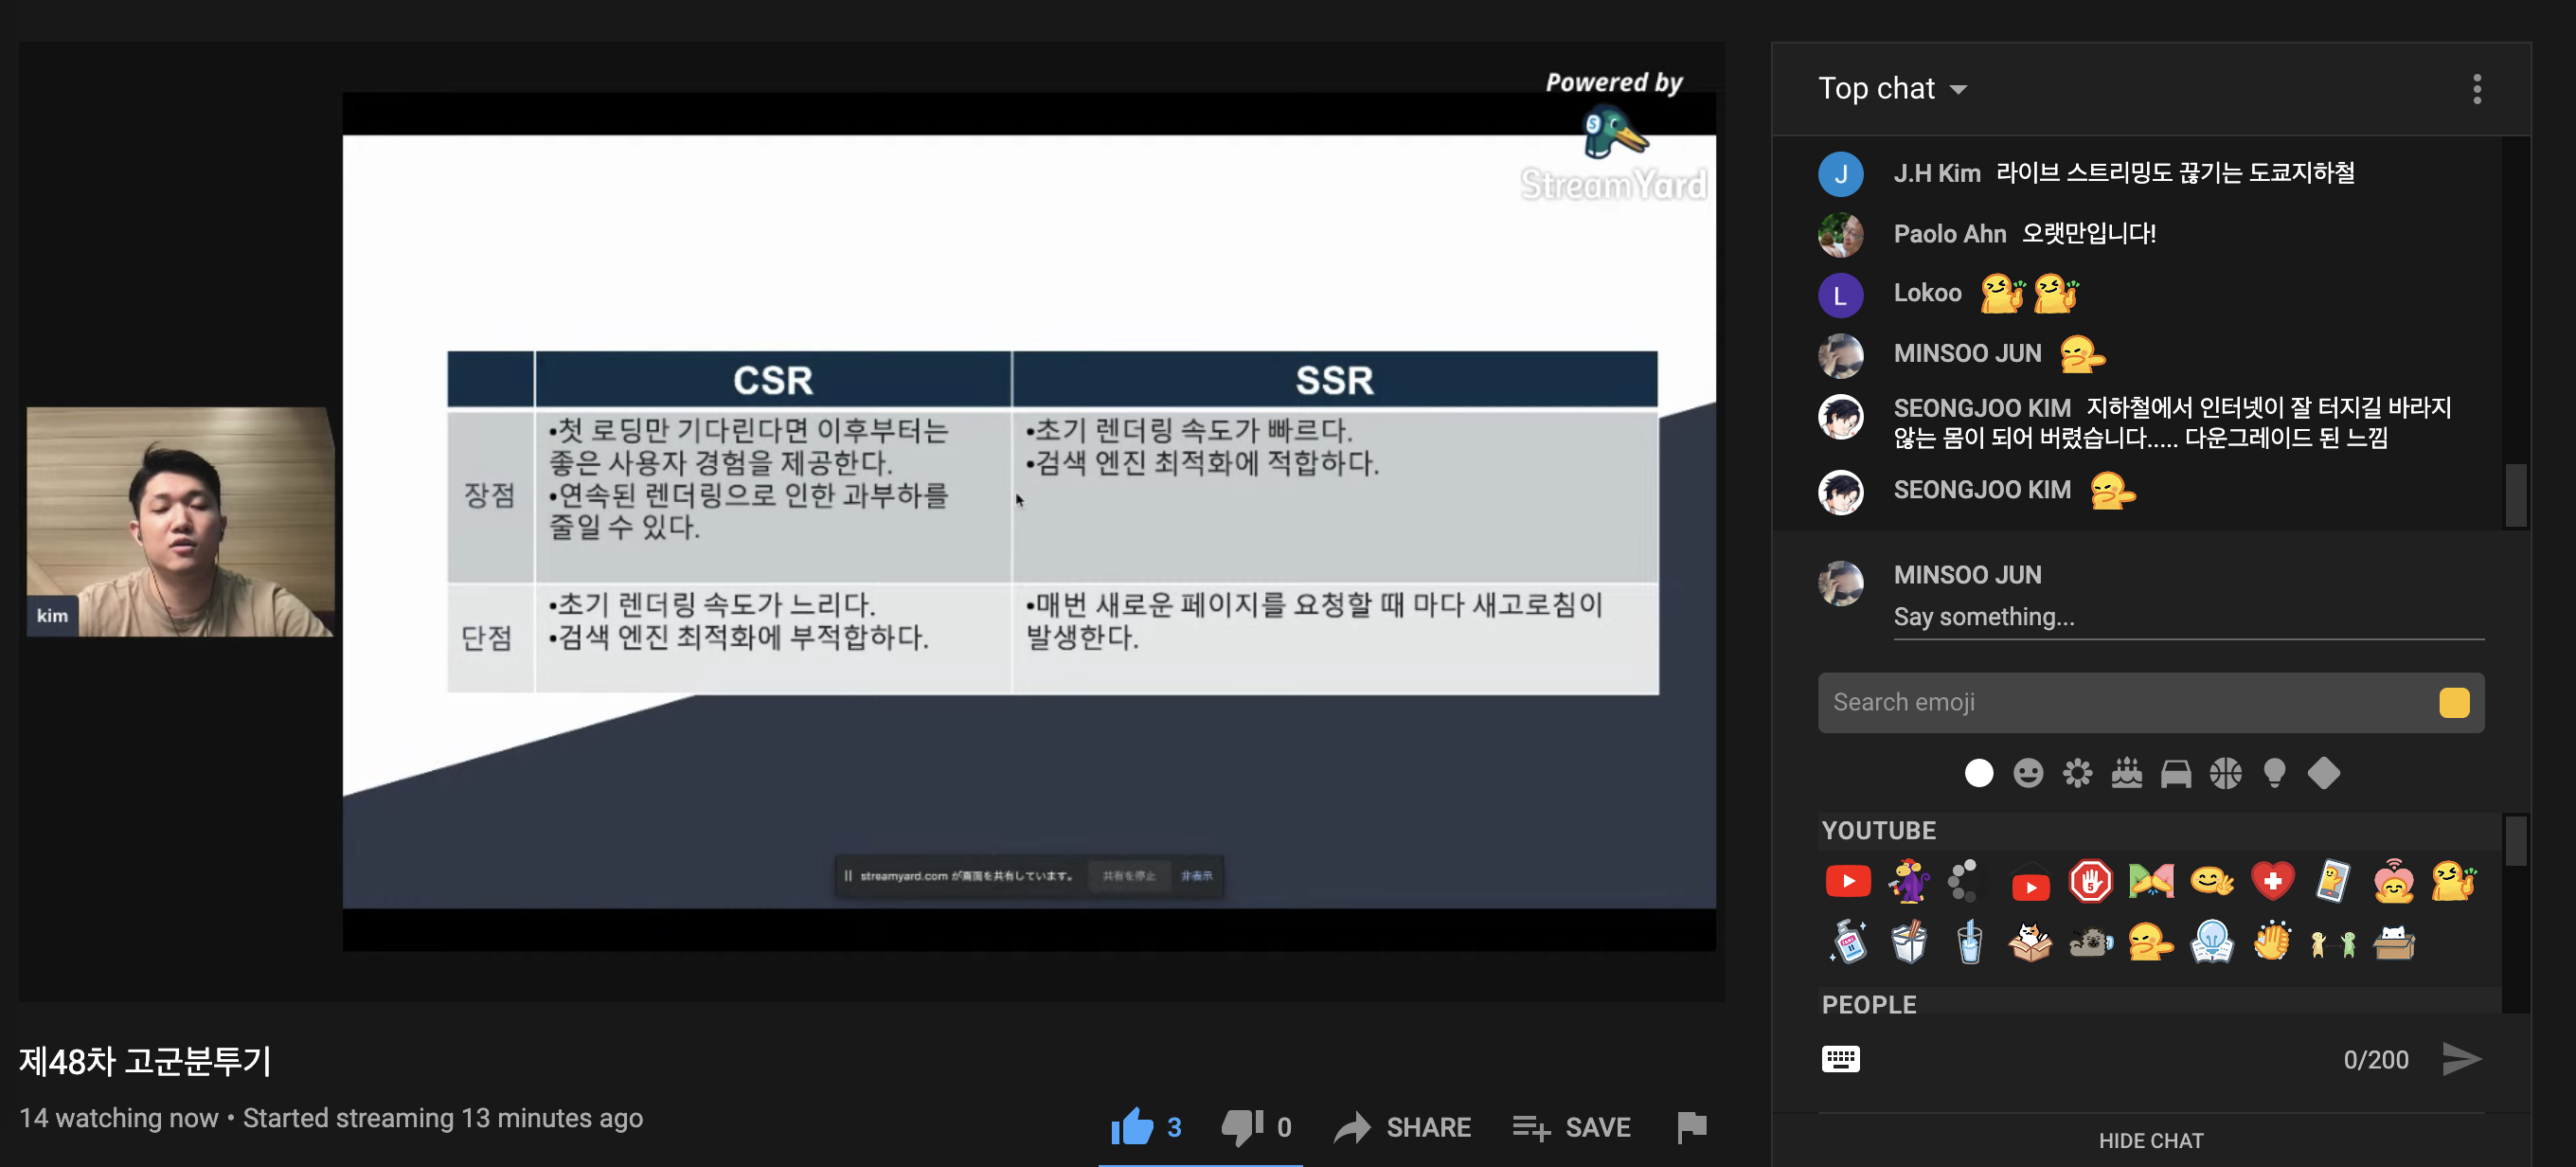 Powered by
StreamYard
CSR
SSR
장점
•첫 로딩만 기다린다면 이후부터는
좋은 사용자 경험을 제공한다.
•연속된 렌더링으로 인한 과부하를
줄일 수 있다.
•초기 렌더링 속도가 빠르다.
•검색 엔진 최적화에 적합하다.
단점
•초기 렌더링 속도가 느리다.
•검색 엔진 최적화에 부적합하다.
•매번 새로운 페이지를 요청할 때 마다 새고로침이
발생한다.
kim
streamyard.com が画面を共有しています。 共有を停止 非表示
제48차 고군분투기
14 watching now • Started streaming 13 minutes ago
3
0
SHARE
SAVE
Top chat
J J.H Kim 라이브 스트리밍도 끊기는 도쿄지하철
Paolo Ahn 오랫만입니다!
L Lokoo
MINSOO JUN
SEONGJOO KIM 지하철에서 인터넷이 잘 터지길 바라지
않는 몸이 되어 버렸습니다..... 다운그레이드 된 느낌
SEONGJOO KIM
MINSOO JUN
Say something...
Search emoji
YOUTUBE
PEOPLE
0/200
HIDE CHAT